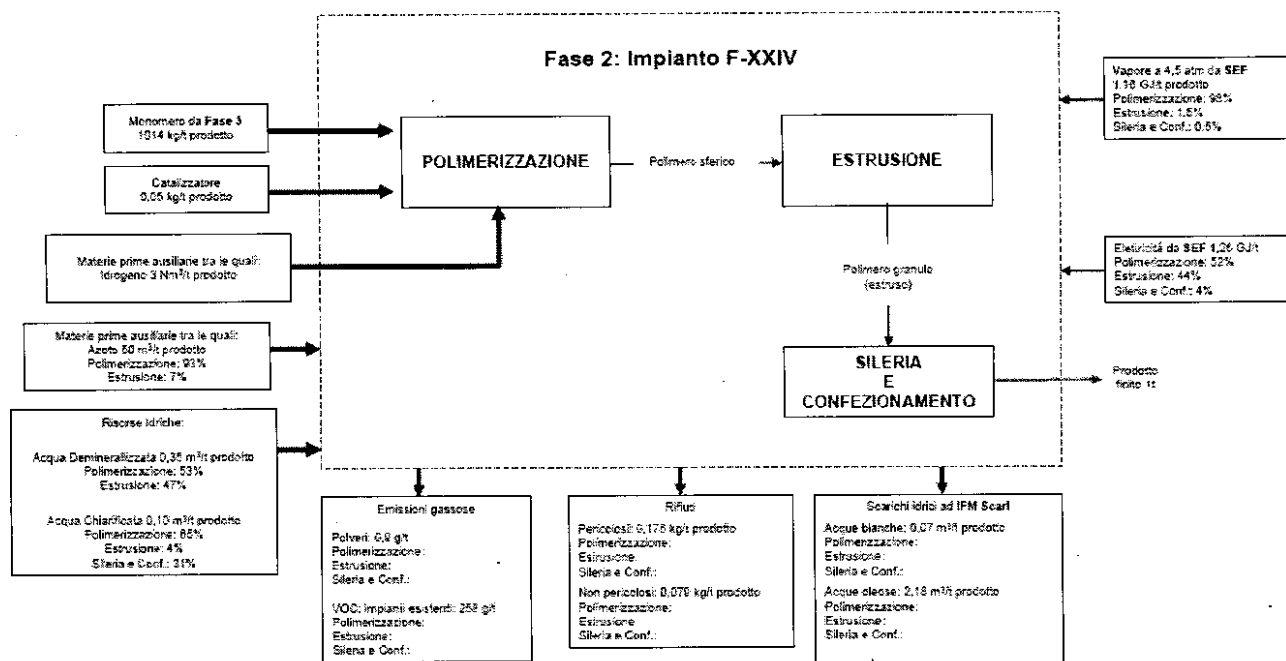 Fase 2: Impianto F-XXIV
Monomero da Fase 3
1014 kg/t prodotto
Catalizzatore
0,05 kg/t prodotto
Materie prime ausiliarie tra le quali:
Idrogeno 3 Nm³/t prodotto
Materie prime ausiliarie tra le quali:
Azoto 50 m³/t prodotto
Polimerizzazione: 93%
Estrusione: 7%
Risorse Idriche:
Acqua Demineralizzata 0,35 m³/t prodotto
Polimerizzazione: 53%
Estrusione: 47%
Acqua Chiarificata 0,10 m³/t prodotto
Polimerizzazione: 65%
Estrusione: 4%
Sileria e Conf.: 31%
POLIMERIZZAZIONE
Polimero sferico
ESTRUSIONE
Polimero granulo
(estruso)
SILERIA
E
CONFEZIONAMENTO
Prodotto
finito 1t
Vapore a 4,5 atm da SEF
1,16 GJ/t prodotto
Polimerizzazione: 98%
Estrusione: 1,5%
Sileria e Conf.: 0,5%
Elettricità da SEF 1,26 GJ/t
Polimerizzazione: 52%
Estrusione: 44%
Sileria e Conf.: 4%
Emissioni gassose
Polveri: 6,9 g/t
Polimerizzazione:
Estrusione:
Sileria e Conf.:
VOC: Impianti esistenti: 258 g/t
Polimerizzazione:
Estrusione:
Sileria e Conf.:
Rifiuti
Pericolosi: 0,175 kg/t prodotto
Polimerizzazione:
Estrusione:
Sileria e Conf.:
Non pericolosi: 0,079 kg/t prodotto
Polimerizzazione:
Estrusione
Sileria e Conf.:
Scarichi idrici ad IFM Scarl
Acque bianche: 0,07 m³/t prodotto
Polimerizzazione:
Estrusione:
Sileria e Conf.:
Acque oleose: 2,18 m³/t prodotto
Polimerizzazione:
Estrusione:
Sileria e Conf.: